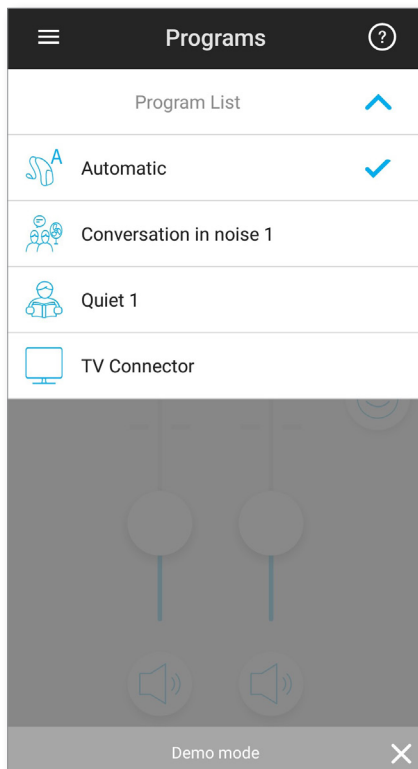 Programs
?
Program List
A
Automatic
Conversation in noise 1
Quiet 1
TV Connector
Demo mode